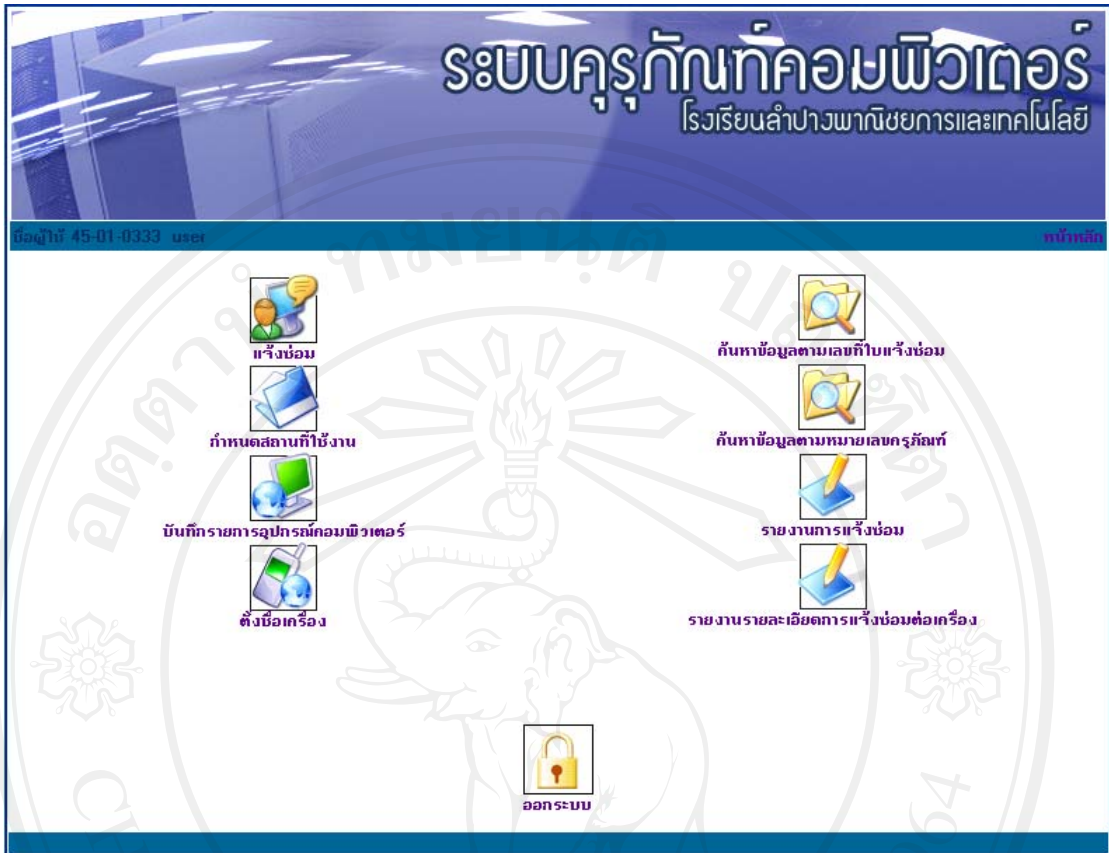 ระบบคุรุภัณฑ์คอมพิวเตอร์
โรงเรียนลำปางพาณิชยการและเทคโนโลยี
ชื่อผู้ใช้ 45-01-0333 user
หน้าหลัก
แจ้งซ่อม
ค้นหาข้อมูลตามเลขที่ใบแจ้งซ่อม
กำหนดสถานที่ใช้งาน
ค้นหาข้อมูลตามหมายเลขครุภัณฑ์
บันทึกรายการอุปกรณ์คอมพิวเตอร์
รายงานการแจ้งซ่อม
ตั้งชื่อเครื่อง
รายงานรายละเอียดการแจ้งซ่อมต่อเครื่อง
ออกระบบ